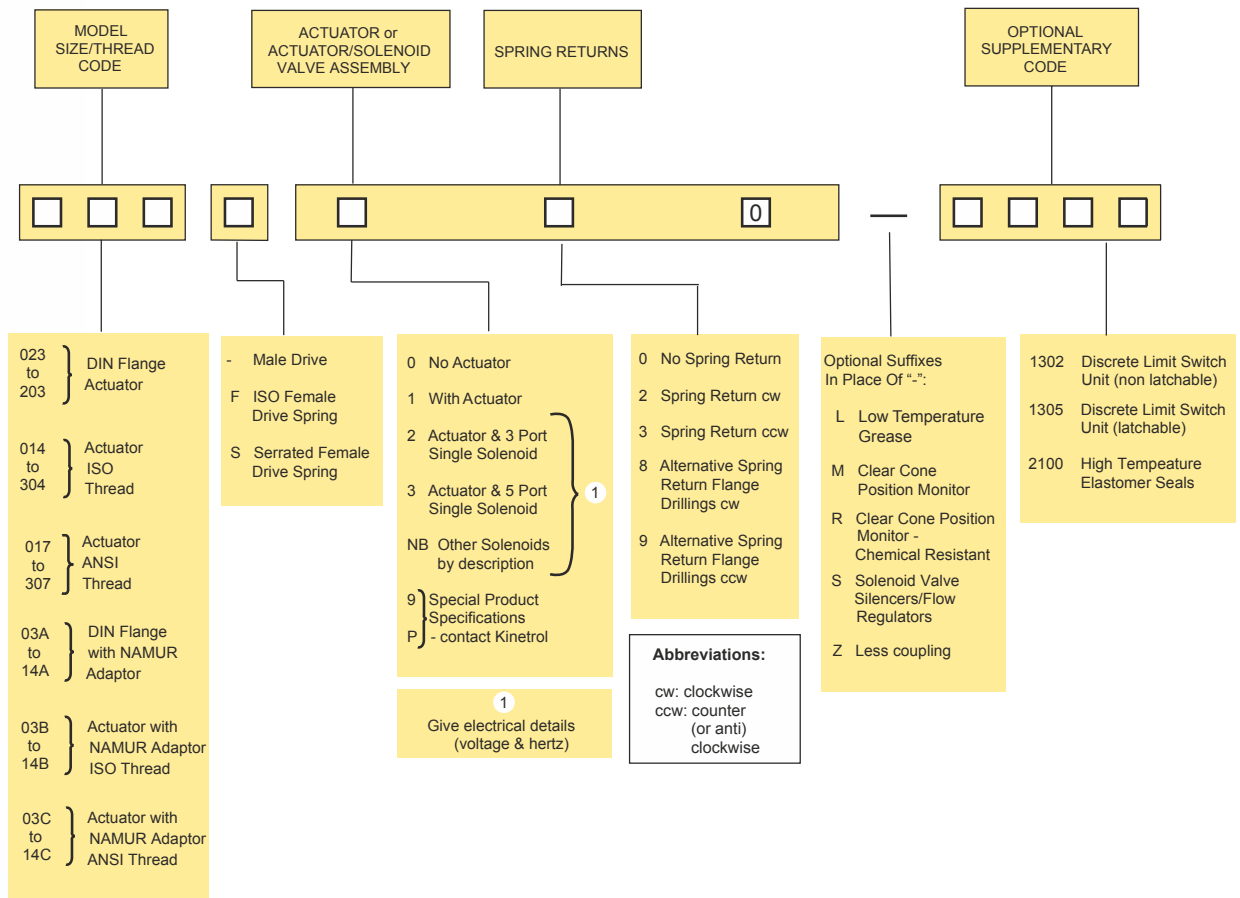 MODEL
SIZE/THREAD
CODE
ACTUATOR or
ACTUATOR/SOLENOID
VALVE ASSEMBLY
SPRING RETURNS
OPTIONAL
SUPPLEMENTARY
CODE
0
—
023
to
203
DIN Flange
Actuator
014
to
304
Actuator
ISO
Thread
017
to
307
Actuator
ANSI
Thread
03A
to
14A
DIN Flange
with NAMUR
Adaptor
03B
to
14B
Actuator with
NAMUR Adaptor
ISO Thread
03C
to
14C
Actuator with
NAMUR Adaptor
ANSI Thread
- Male Drive
F ISO Female
Drive Spring
S Serrated Female
Drive Spring
0 No Actuator
1 With Actuator
2 Actuator & 3 Port
Single Solenoid
3 Actuator & 5 Port
Single Solenoid
NB Other Solenoids
by description
1
9 Special Product
Specifications
P - contact Kinetrol
1
Give electrical details
(voltage & hertz)
0 No Spring Return
2 Spring Return cw
3 Spring Return ccw
8 Alternative Spring
Return Flange
Drillings cw
9 Alternative Spring
Return Flange
Drillings ccw
Abbreviations:
cw: clockwise
ccw: counter
(or anti)
clockwise
Optional Suffixes
In Place Of “-”:
L Low Temperature
Grease
M Clear Cone
Position Monitor
R Clear Cone Position
Monitor -
Chemical Resistant
S Solenoid Valve
Silencers/Flow
Regulators
Z Less coupling
1302 Discrete Limit Switch
Unit (non latchable)
1305 Discrete Limit Switch
Unit (latchable)
2100 High Tempeature
Elastomer Seals